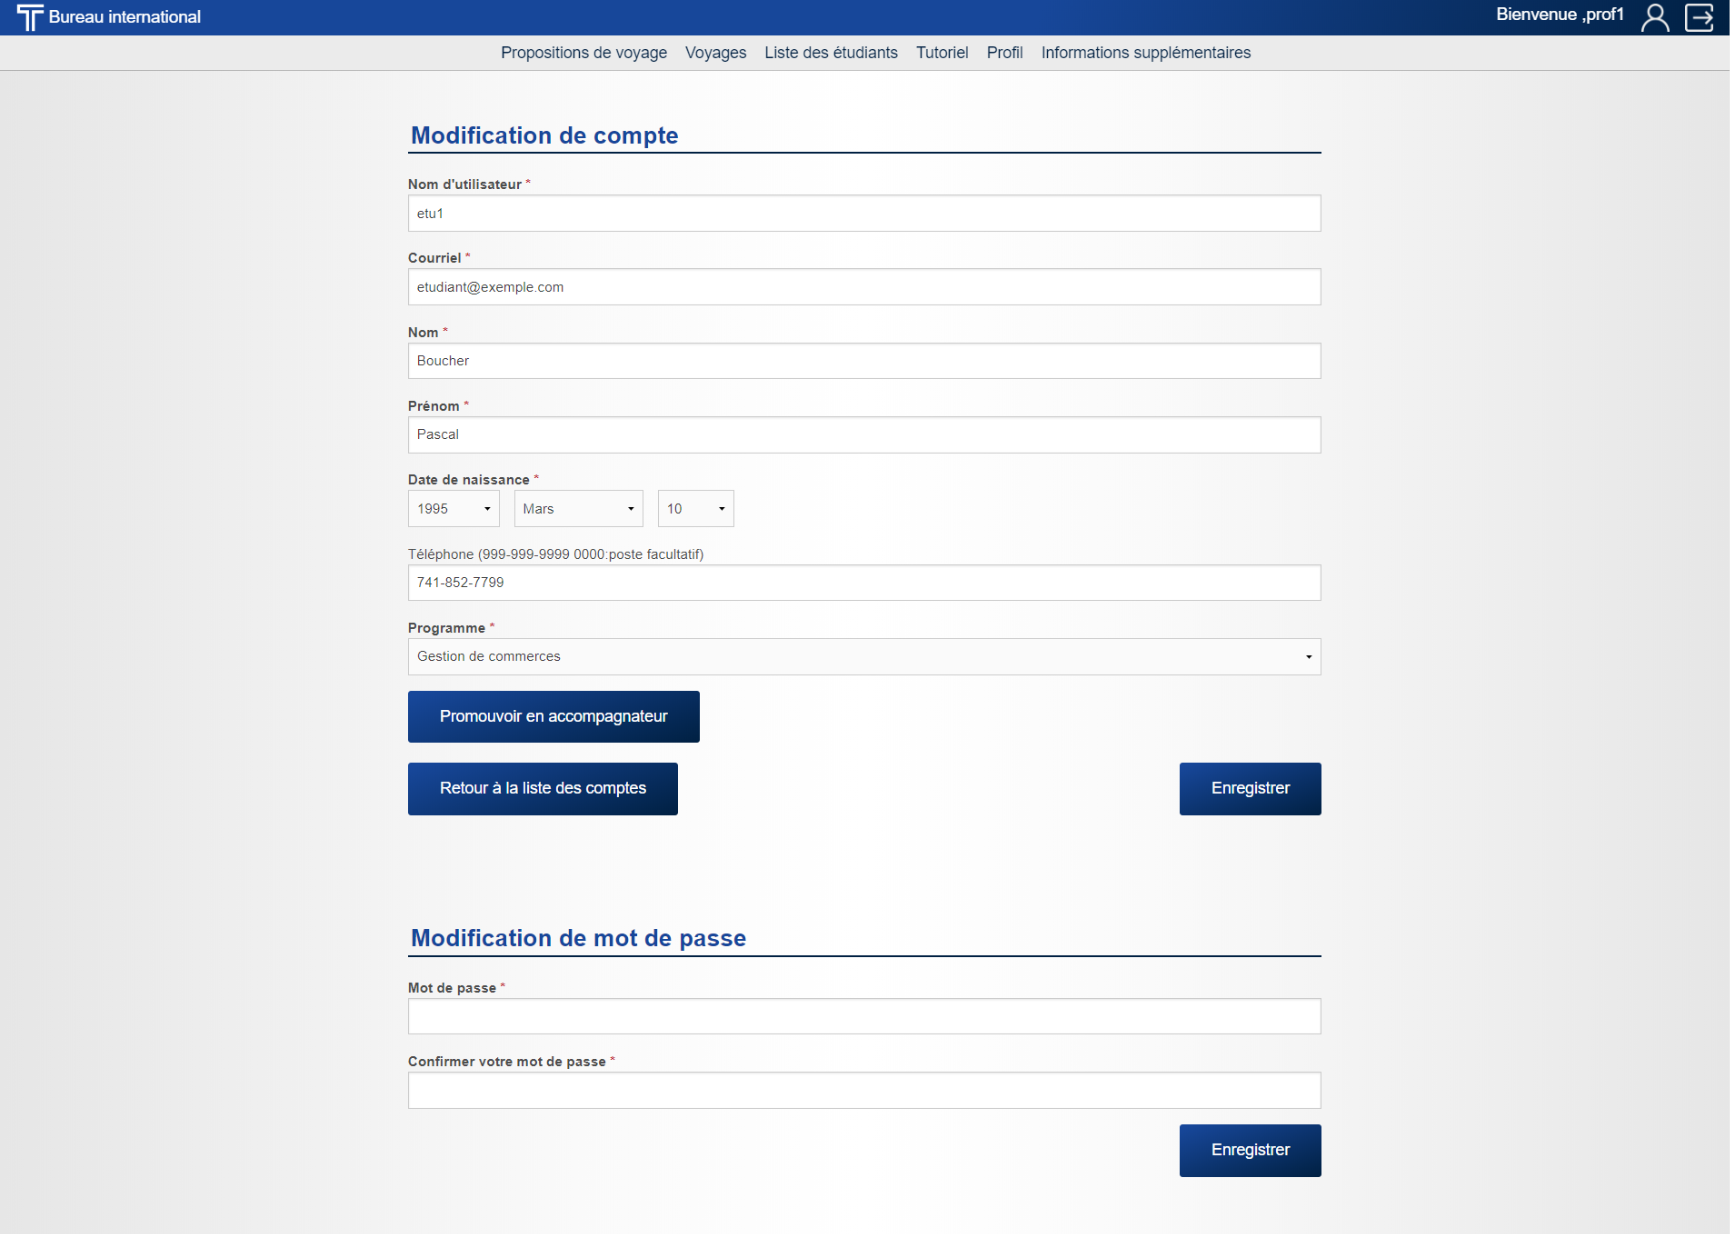 Bureau international
Bienvenue ,prof1
Propositions de voyage Voyages Liste des étudiants Tutoriel Profil Informations supplémentaires
Modification de compte
Nom d'utilisateur *
etu1
Courriel *
etudiant@exemple.com
Nom *
Boucher
Prénom *
Pascal
Date de naissance *
1995 Mars 10
Téléphone (999-999-9999 0000:poste facultatif)
741-852-7799
Programme *
Gestion de commerces
Promouvoir en accompagnateur
Retour à la liste des comptes Enregistrer
Modification de mot de passe
Mot de passe *
Confirmer votre mot de passe *
Enregistrer